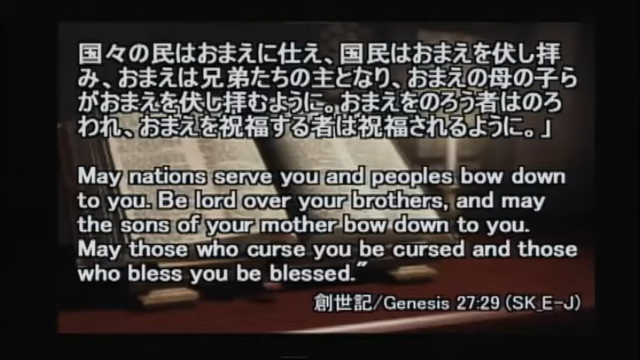 国々の民はおまえに仕え、国民はおまえを伏し拝
み、おまえは兄弟たちの主となり、おまえの母の子ら
がおまえを伏し拝むように。おまえをのろう者はのろ
われ、おまえを祝福する者は祝福されるように。」
May nations serve you and peoples bow down
to you. Be lord over your brothers, and may
the sons of your mother bow down to you.
May those who curse you be cursed and those
who bless you be blessed."
創世記/Genesis 27:29 (SK_E-J)